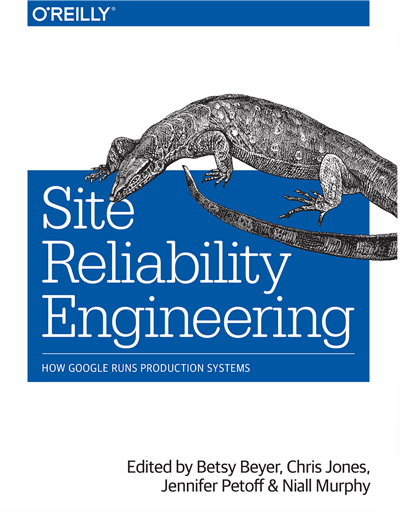 O'REILLY®
Site
Reliability
Engineering
HOW GOOGLE RUNS PRODUCTION SYSTEMS
Edited by Betsy Beyer, Chris Jones,
Jennifer Petoff & Niall Murphy